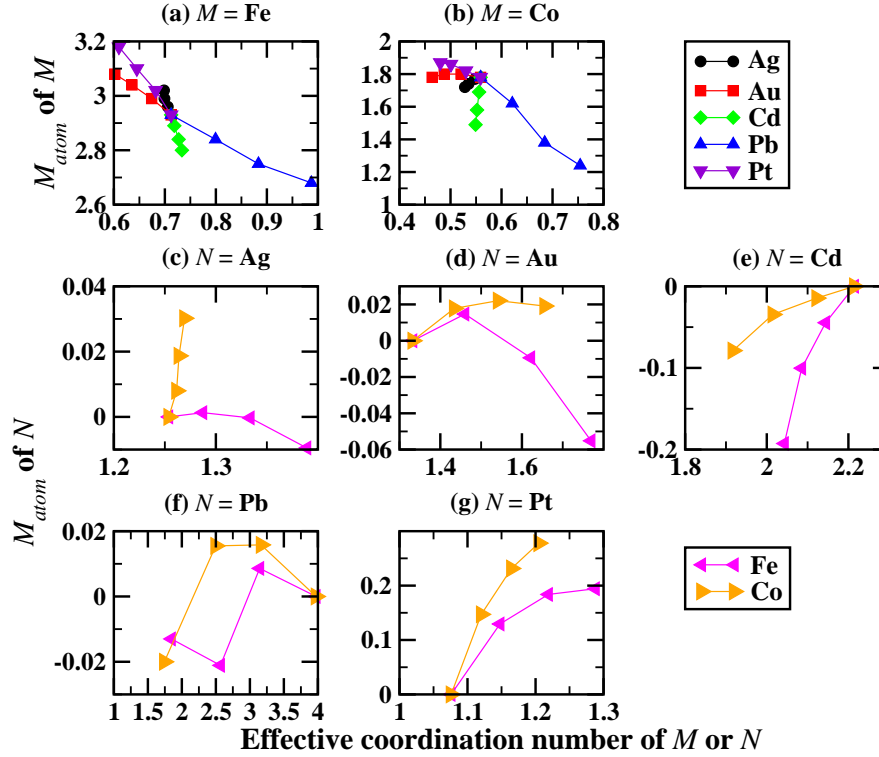 (a) M = Fe
(b) M = Co
M_atom of M
3.2
3
2.8
2.6
0.6 0.7 0.8 0.9 1
2
1.8
1.6
1.4
1.2
1
0.4 0.5 0.6 0.7 0.8
Ag
Au
Cd
Pb
Pt
(c) N = Ag
(d) N = Au
(e) N = Cd
0.04
0.02
0
1.2 1.3
0.02
0
-0.02
-0.04
-0.06
1.4 1.6
0
-0.1
-0.2
1.8 2 2.2
M_atom of N
(f) N = Pb
(g) N = Pt
0.02
0
-0.02
1 1.5 2 2.5 3 3.5 4
0.2
0.1
0
1 1.1 1.2 1.3
Fe
Co
Effective coordination number of M or N